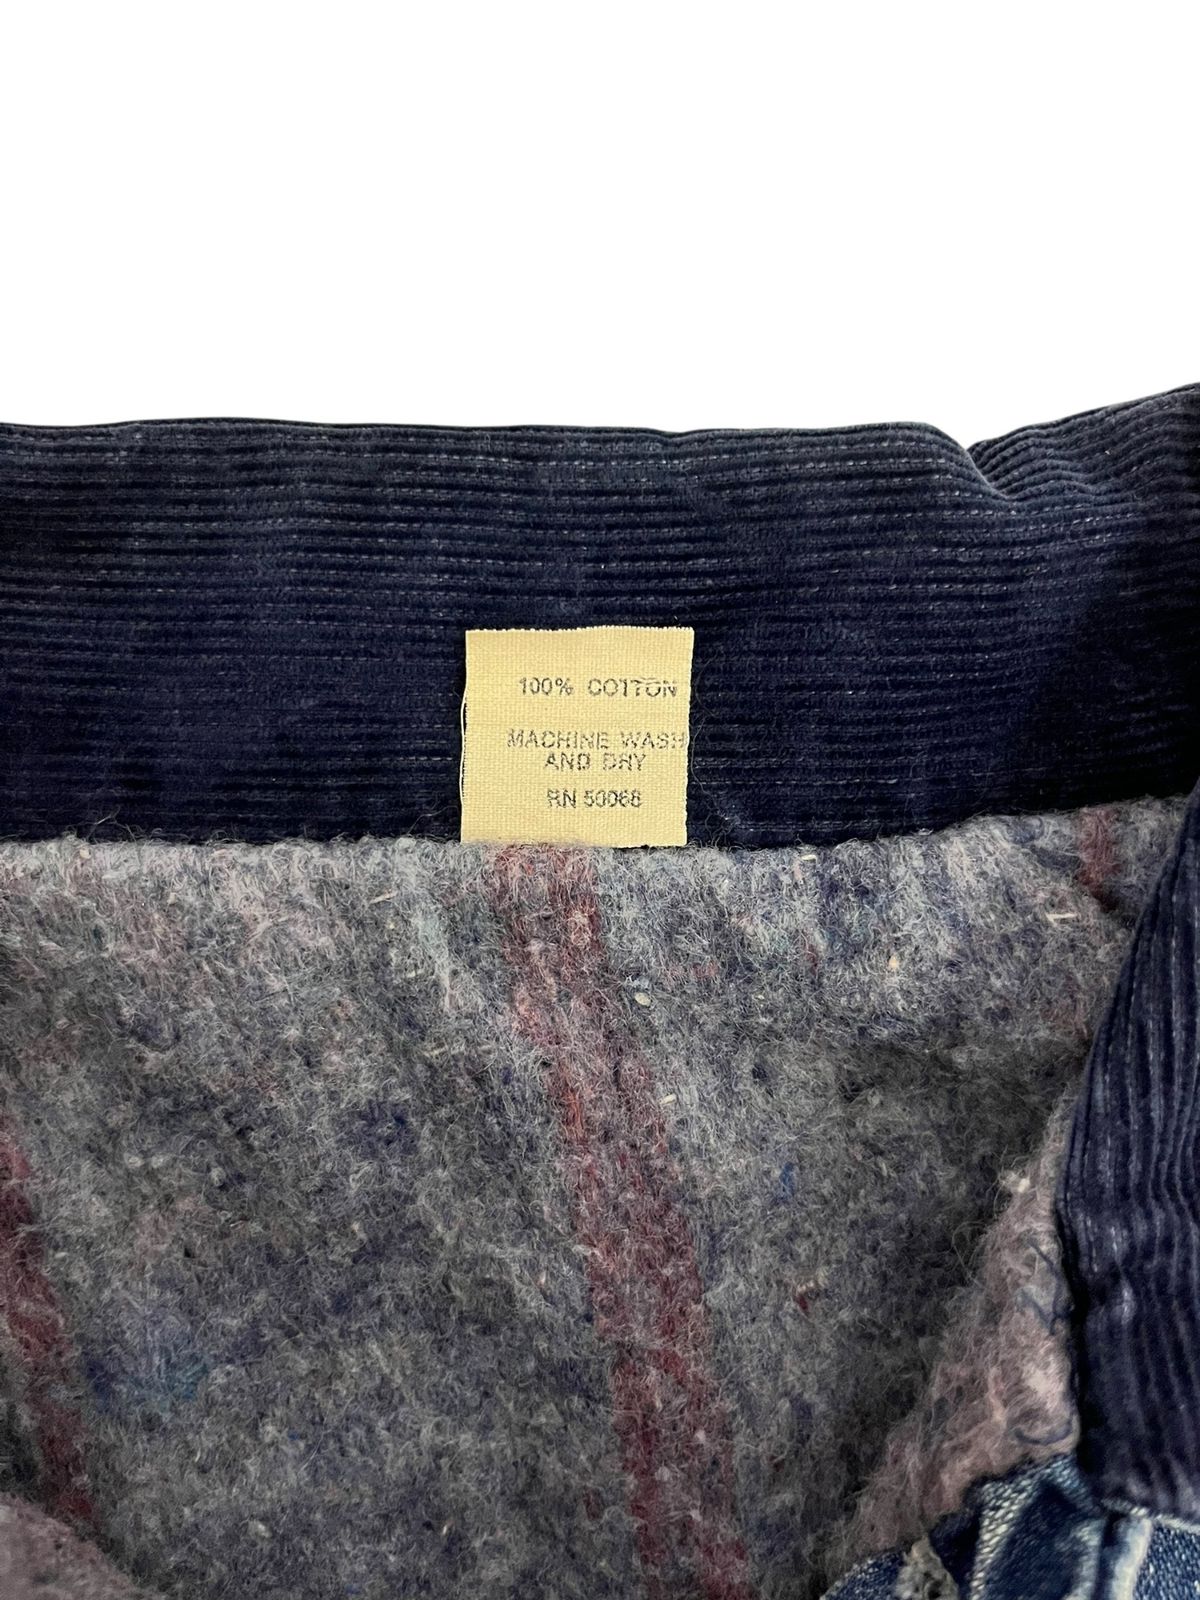 100% COTTON
MACHINE WASH
AND DRY
RN 50068